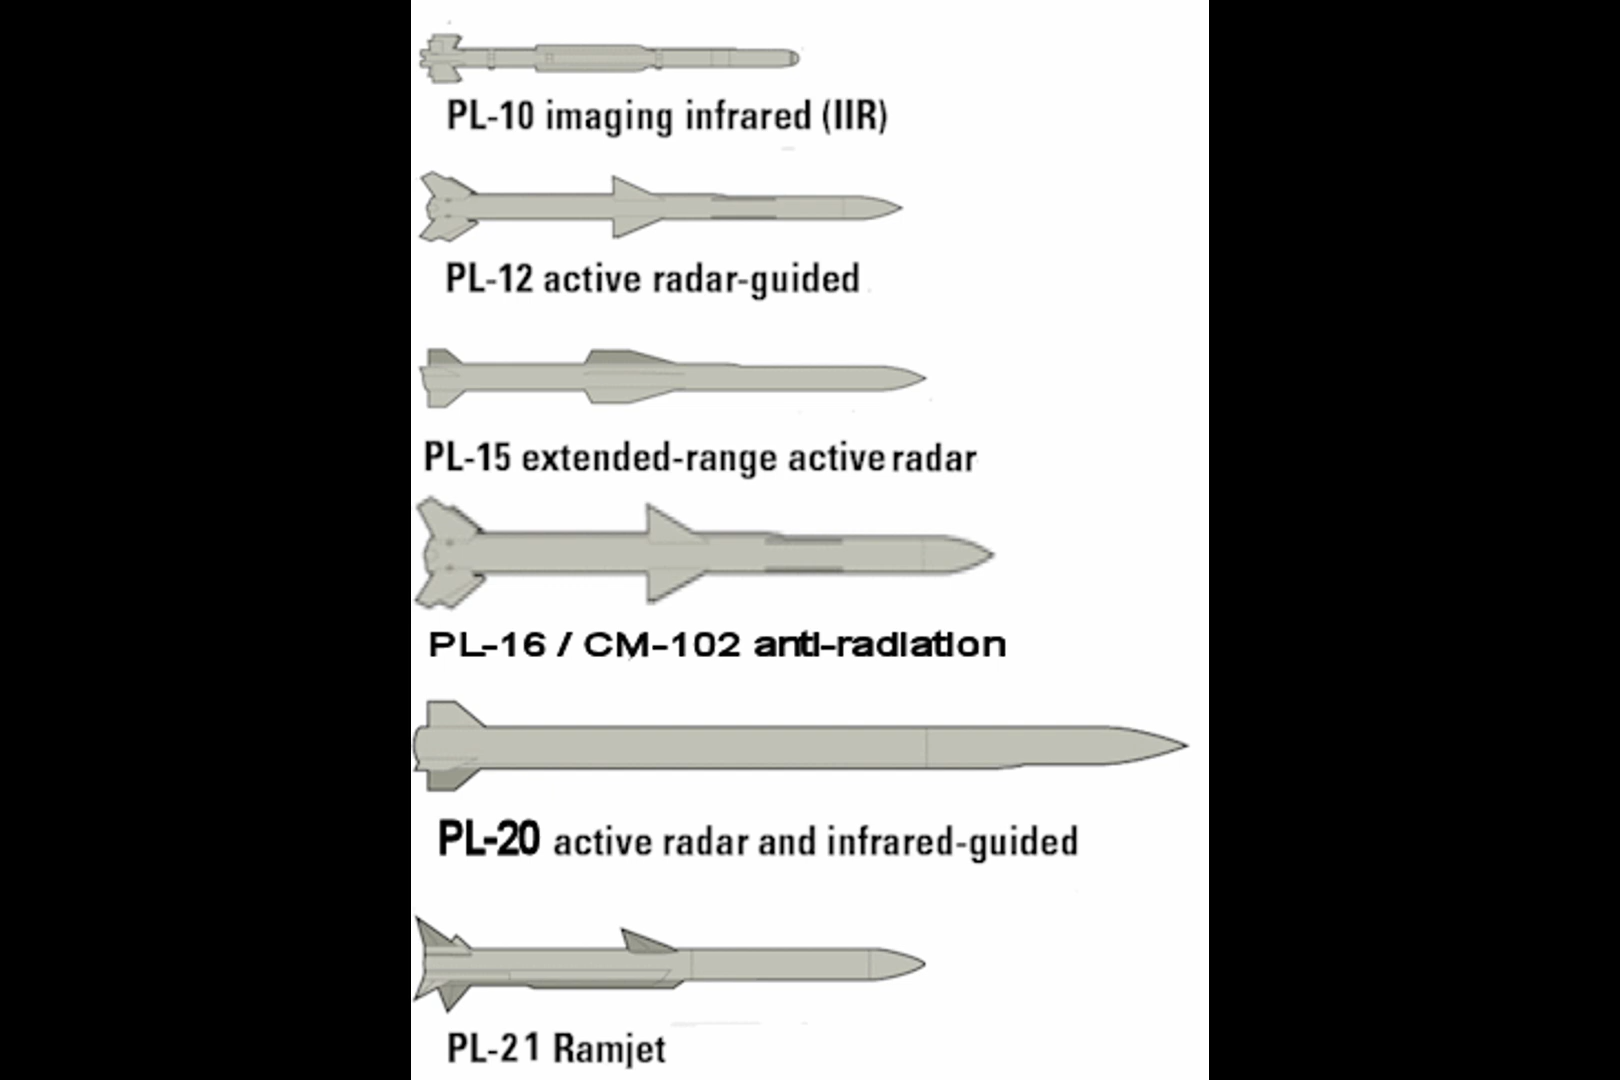 PL-10 imaging infrared (IIR)
PL-12 active radar-guided
PL-15 extended-range active radar
PL-16 / CM-102 anti-radiation
PL-20 active radar and infrared-guided
PL-21 Ramjet